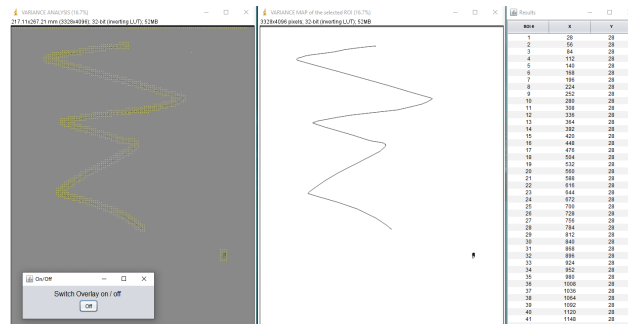 VARIANCE ANALYSIS (16.7%)
217.11x267.21 mm (3328x4096); 32-bit (inverting LUT); 52MB
On/Off
Switch Overlay on / off
Off
VARIANCE MAP of the selected ROI (16.7%)
3328x4096 pixels; 32-bit (inverting LUT); 52MB
Results
ROI # X Y
1 28 28
2 56 28
3 84 28
4 112 28
5 140 28
6 168 28
7 196 28
8 224 28
9 252 28
10 280 28
11 308 28
12 336 28
13 364 28
14 392 28
15 420 28
16 448 28
17 476 28
18 504 28
19 532 28
20 560 28
21 588 28
22 616 28
23 644 28
24 672 28
25 700 28
26 728 28
27 756 28
28 784 28
29 812 28
30 840 28
31 868 28
32 896 28
33 924 28
34 952 28
35 980 28
36 1008 28
37 1036 28
38 1064 28
39 1092 28
40 1120 28
41 1148 28